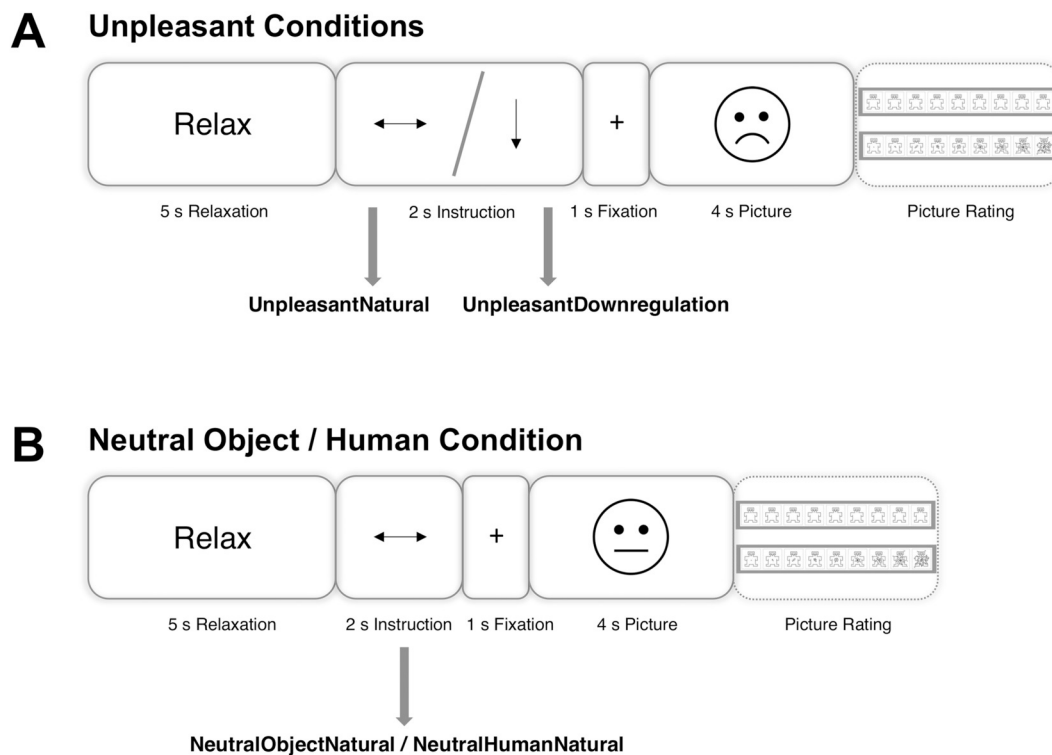 A Unpleasant Conditions
Relax
+
5 s Relaxation 2 s Instruction 1 s Fixation 4 s Picture Picture Rating
UnpleasantNatural UnpleasantDownregulation
B Neutral Object / Human Condition
Relax
+
5 s Relaxation 2 s Instruction 1 s Fixation 4 s Picture Picture Rating
NeutralObjectNatural / NeutralHumanNatural